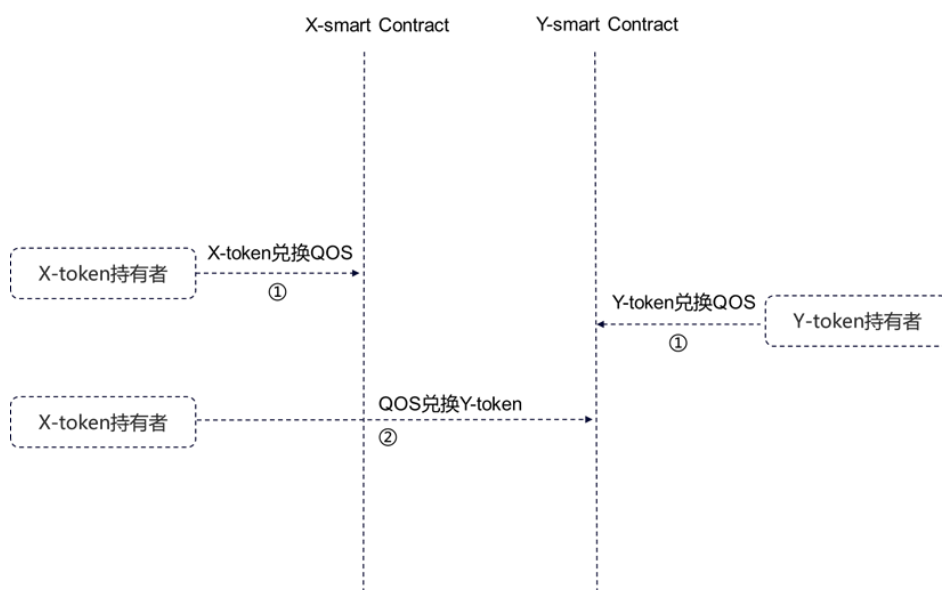 X-smart Contract
Y-smart Contract
X-token兑换QOS
X-token持有者
①
Y-token兑换QOS
Y-token持有者
①
QOS兑换Y-token
X-token持有者
②